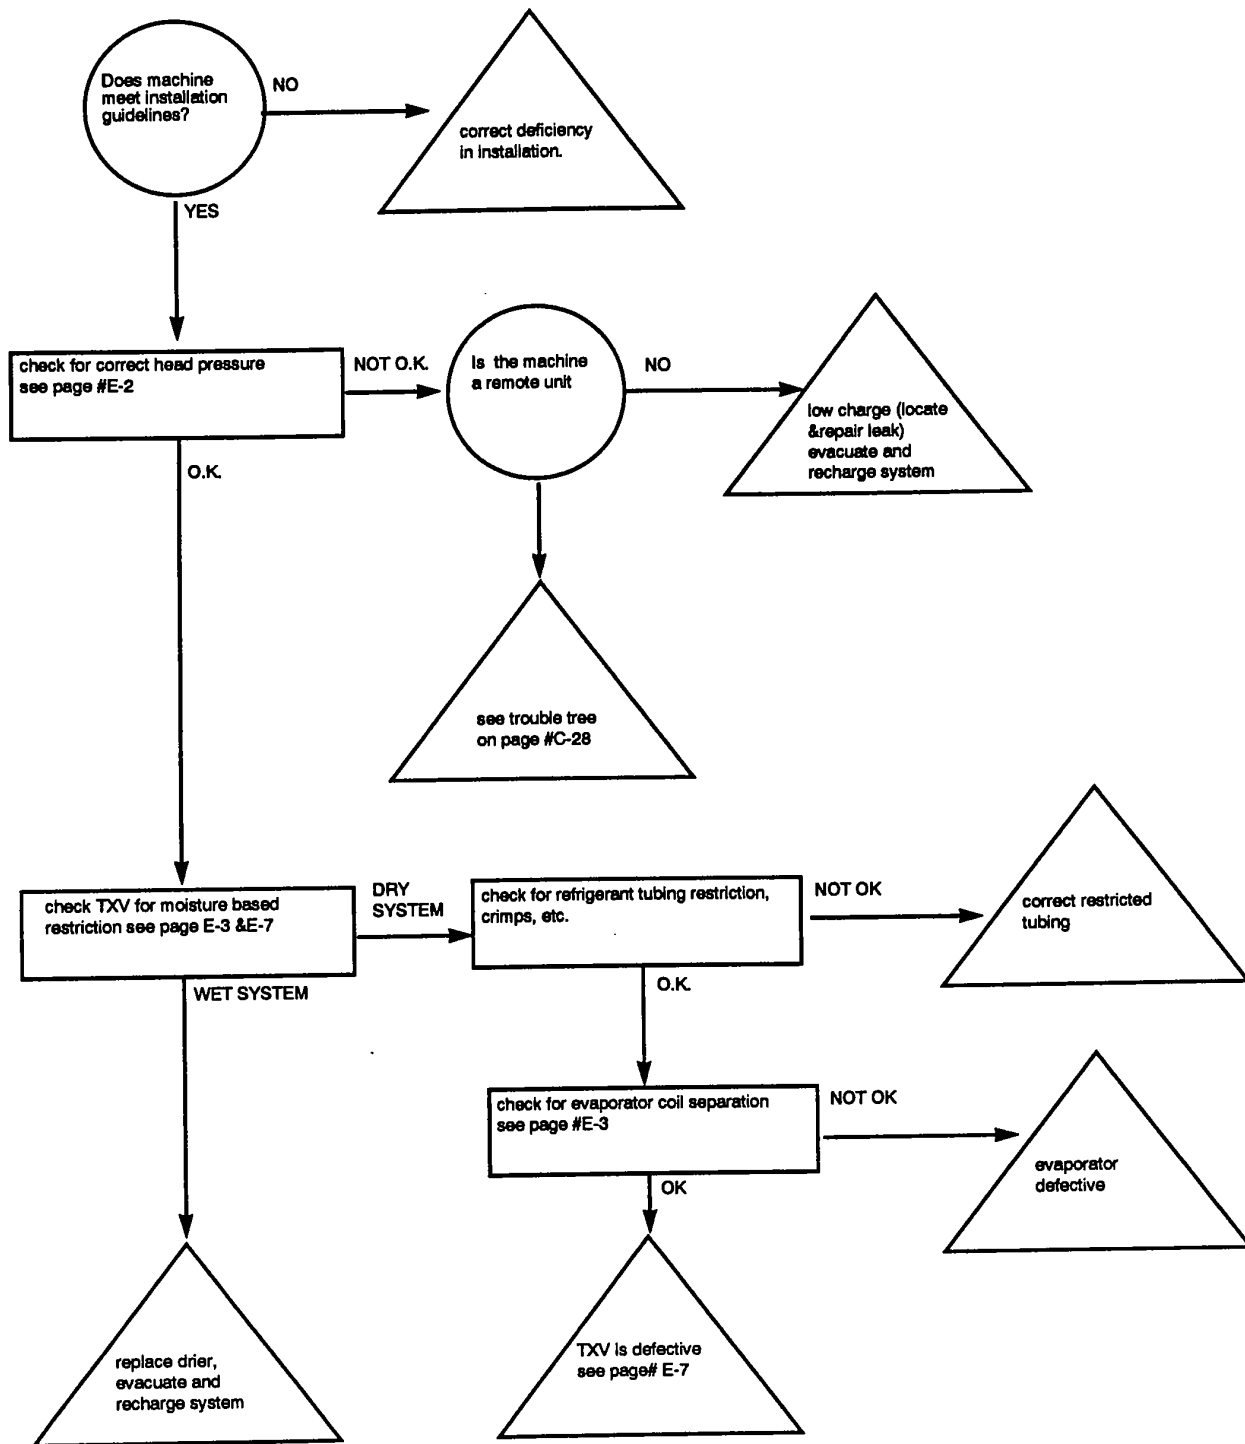 Does machine
meet installation
guidelines?
NO
correct deficiency
in installation.
YES
check for correct head pressure
see page #E-2
NOT O.K.
Is the machine
a remote unit
NO
low charge (locate
&repair leak)
evacuate and
recharge system
O.K.
see trouble tree
on page #C-28
check TXV for moisture based
restriction see page E-3 &E-7
DRY
SYSTEM
check for refrigerant tubing restriction,
crimps, etc.
NOT OK
correct restricted
tubing
WET SYSTEM
O.K.
check for evaporator coil separation
see page #E-3
NOT OK
evaporator
defective
OK
TXV is defective
see page# E-7
replace drier,
evacuate and
recharge system